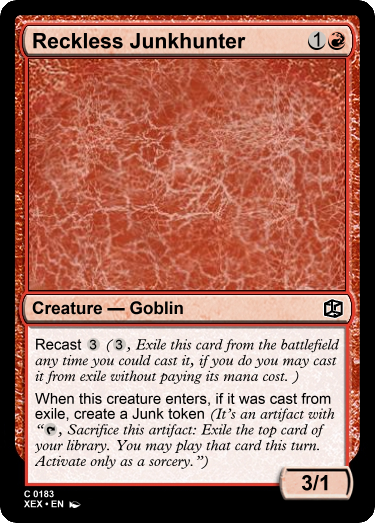 Reckless Junkhunter 1
Creature — Goblin
Recast 3 (3, Exile this card from the battlefield
any time you could cast it, if you do you may cast
it from exile without paying its mana cost. )
When this creature enters, if it was cast from
exile, create a Junk token (It's an artifact with
“, Sacrifice this artifact: Exile the top card of
your library. You may play that card this turn.
Activate only as a sorcery.”)
3/1
C 0183
XEX • EN